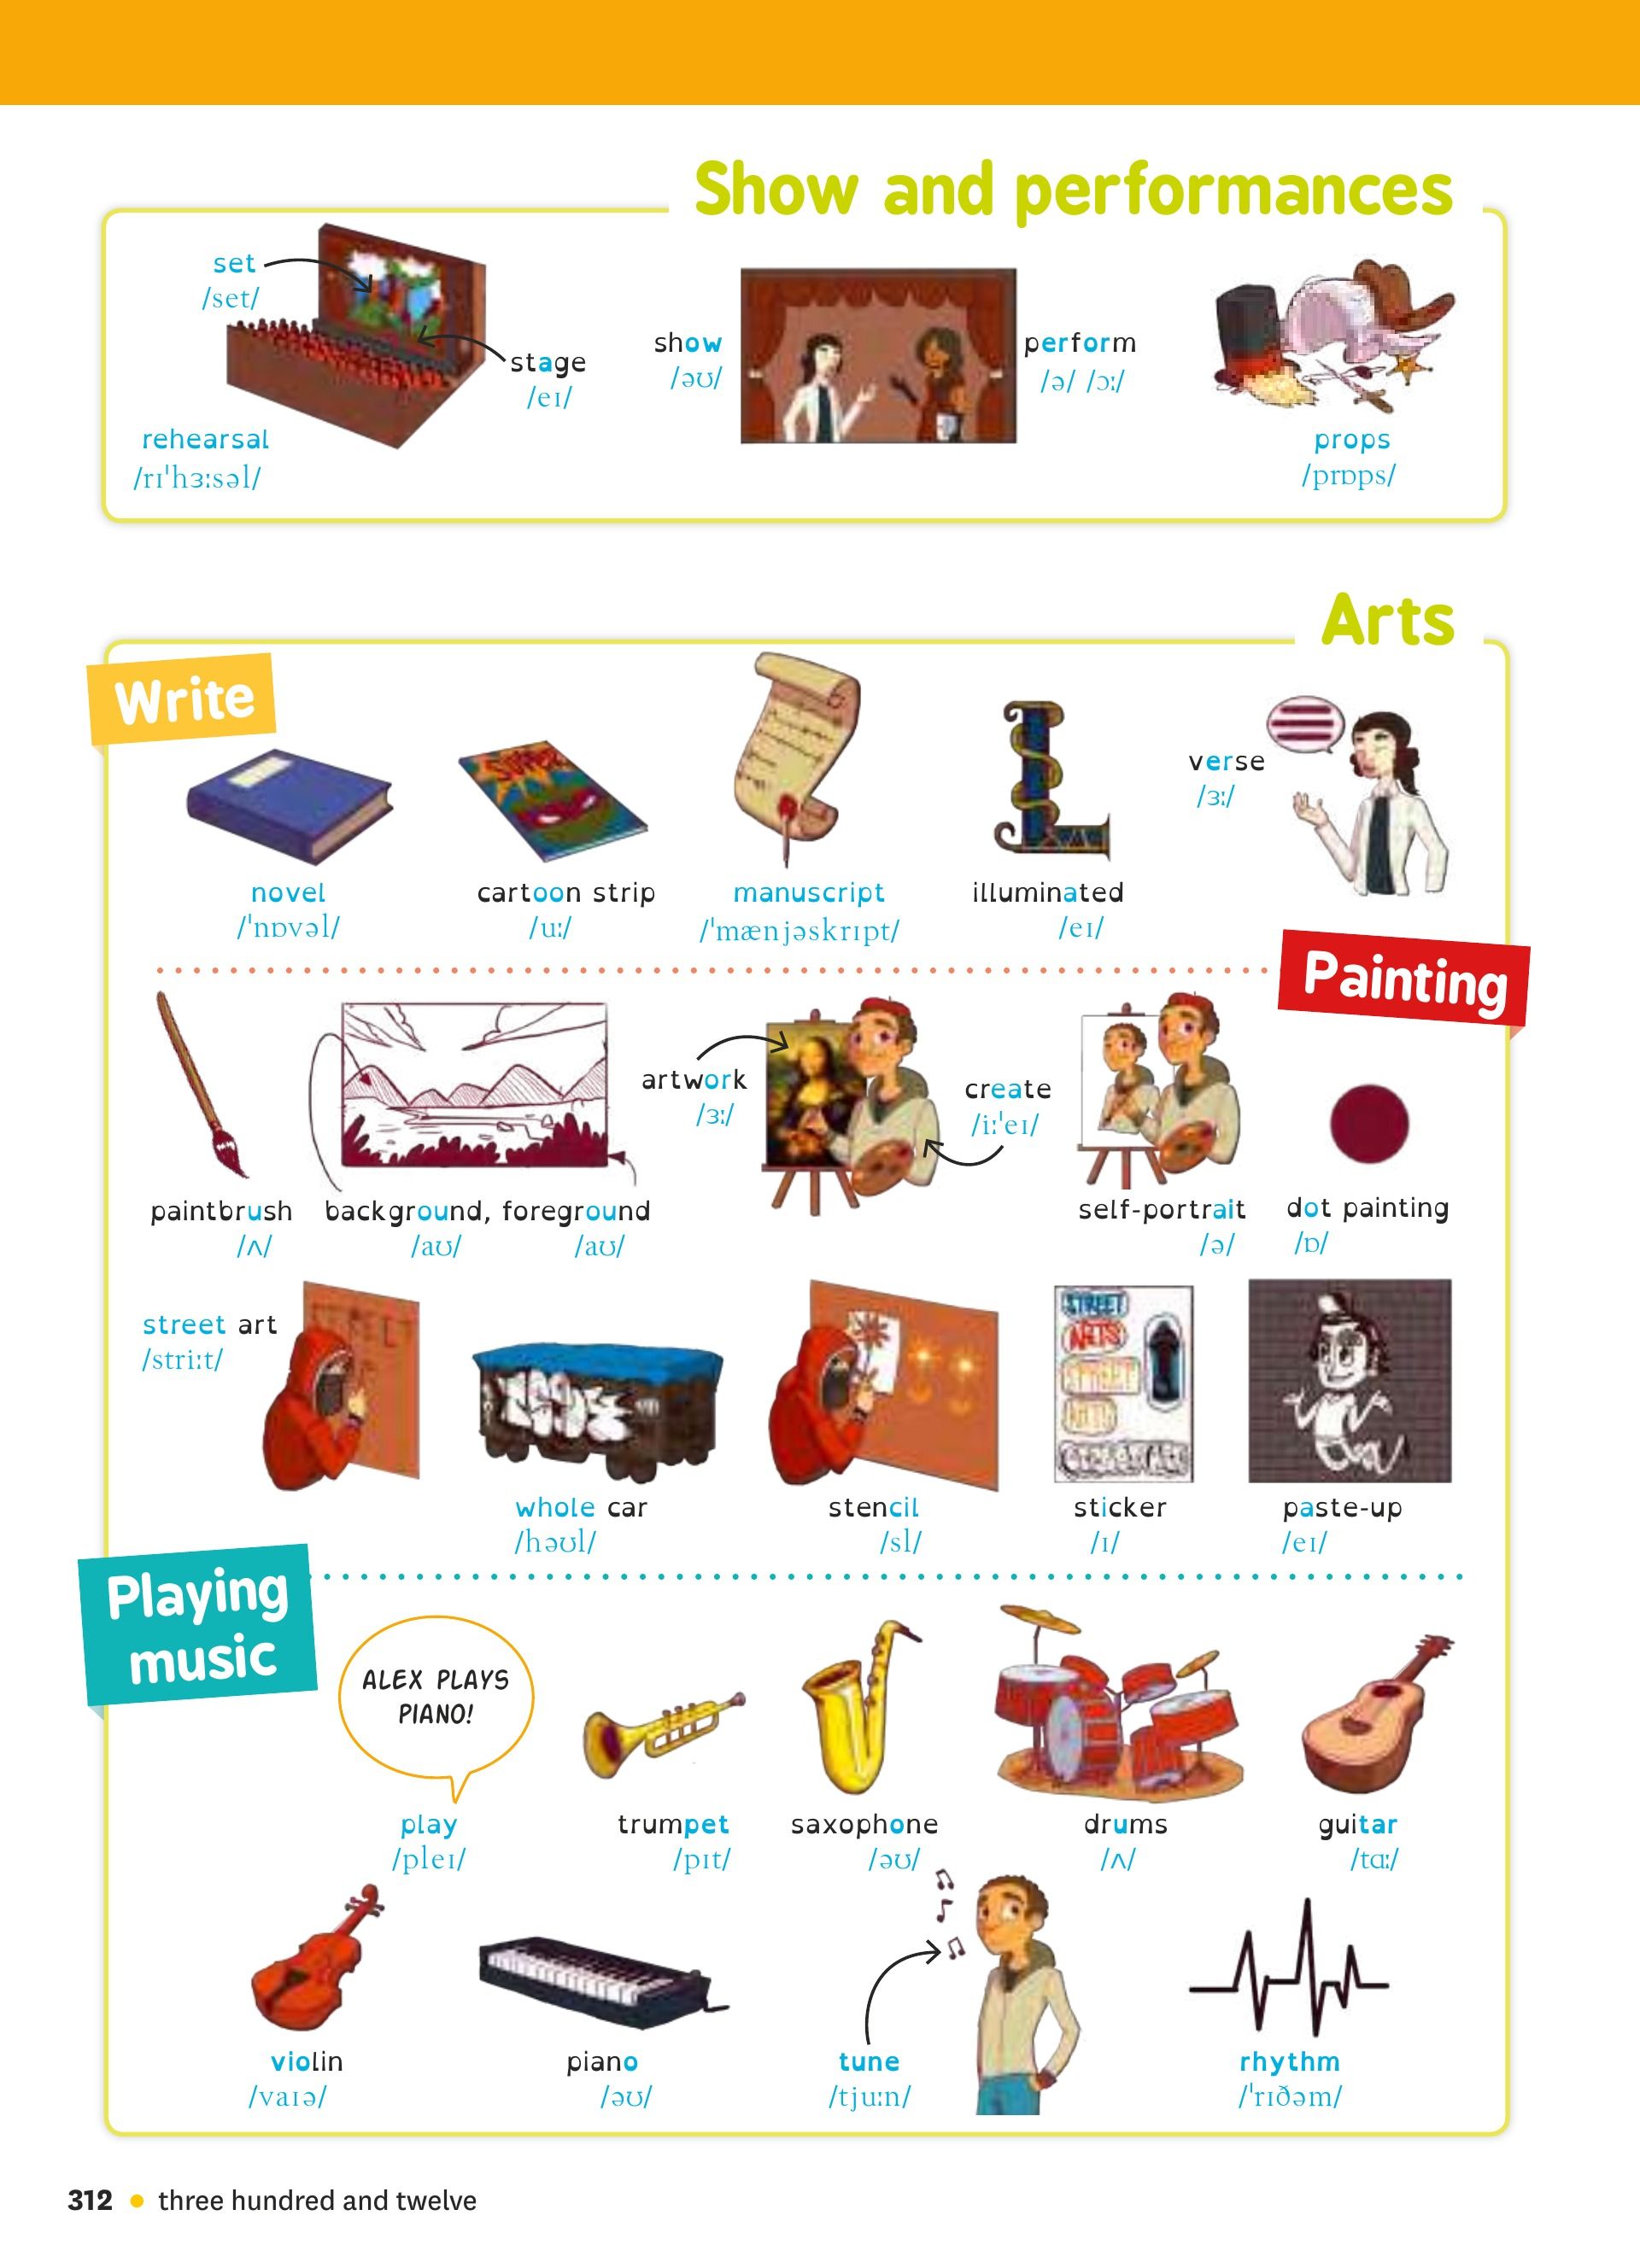 Show and performances
set
/set/
stage
/eɪ/
rehearsal
/rɪˈhɜːsəl/
show
/əʊ/
perform
/ə/ /ɔː/
props
/prɒps/
Arts
Write
novel
/ˈnɒvəl/
SUPPER
cartoon strip
/uː/
manuscript
/ˈmænjəskrɪpt/
L
illuminated
/eɪ/
verse
/ɜː/
Painting
paintbrush
/ʌ/
background, foreground
/aʊ/ /aʊ/
artwork
/ɜː/
create
/iːˈeɪ/
self-portrait
/ə/
dot painting
/ɒ/
street art
/striːt/
whole car
/həʊl/
stencil
/sl/
STREET
ARTS
STREET
sticker
/ɪ/
paste-up
/eɪ/
Playing
music
ALEX PLAYS
PIANO!
play
/pleɪ/
trumpet
/pɪt/
saxophone
/əʊ/
drums
/ʌ/
guitar
/tɑː/
violin
/vaɪə/
piano
/əʊ/
tune
/tjuːn/
rhythm
/ˈrɪðəm/
312 • three hundred and twelve